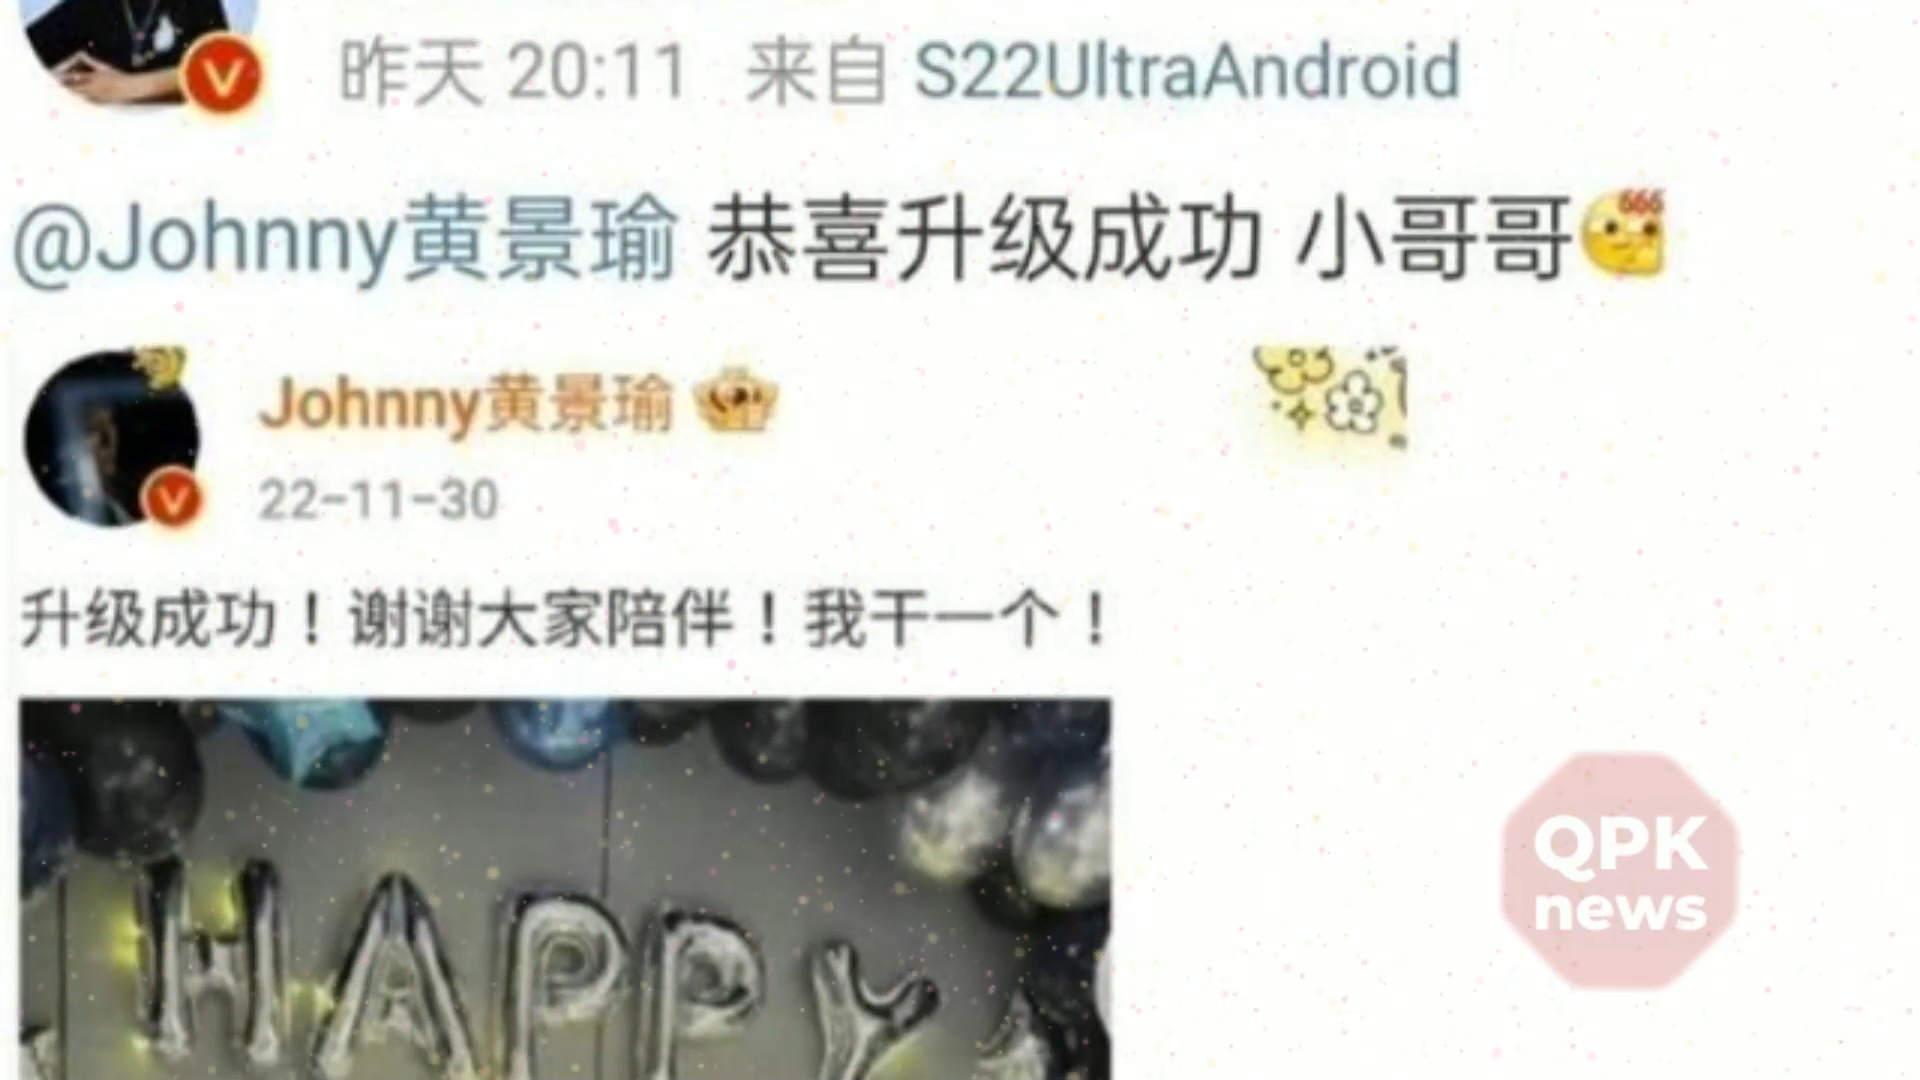 昨天 20:11 来自 S22UltraAndroid
@Johnny黄景瑜 恭喜升级成功 小哥哥
666
Johnny黄景瑜
22-11-30
升级成功！谢谢大家陪伴！我干一个！
HAPPY
QPK
news